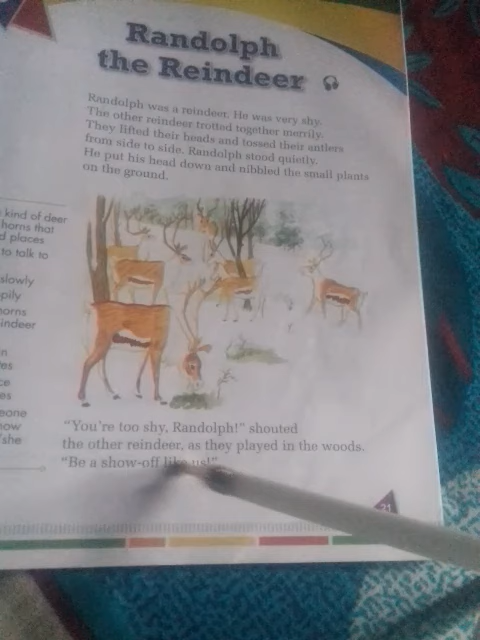 Randolph
the Reindeer
Randolph was a reindeer. He was very shy.
The other reindeer trotted together merrily.
They lifted their heads and tossed their antlers
from side to side. Randolph stood quietly.
He put his head down and nibbled the small plants
on the ground.
kind of deer
horns that
places
to talk to
slowly
horns
"You're too shy, Randolph!" shouted
the other reindeer, as they played in the woods.
"Be a show-off like us!"
21